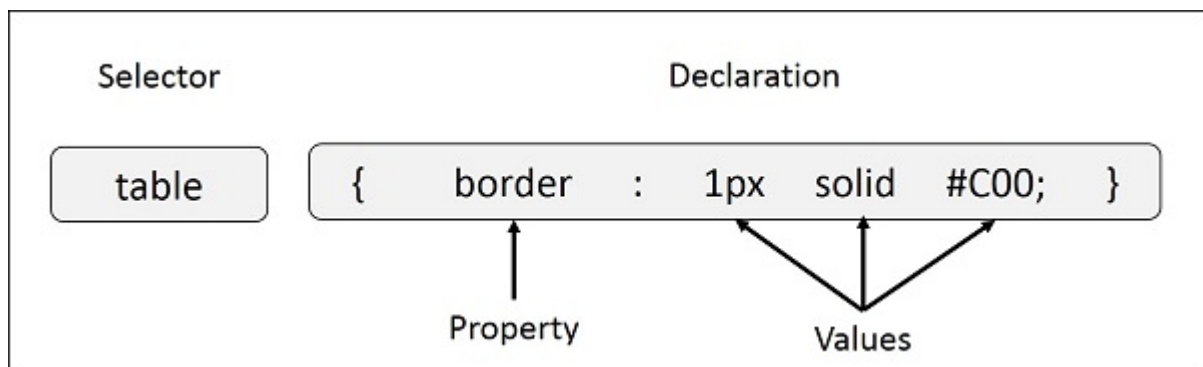 Selector Declaration
table { border : 1px solid #C00; }
Property Values